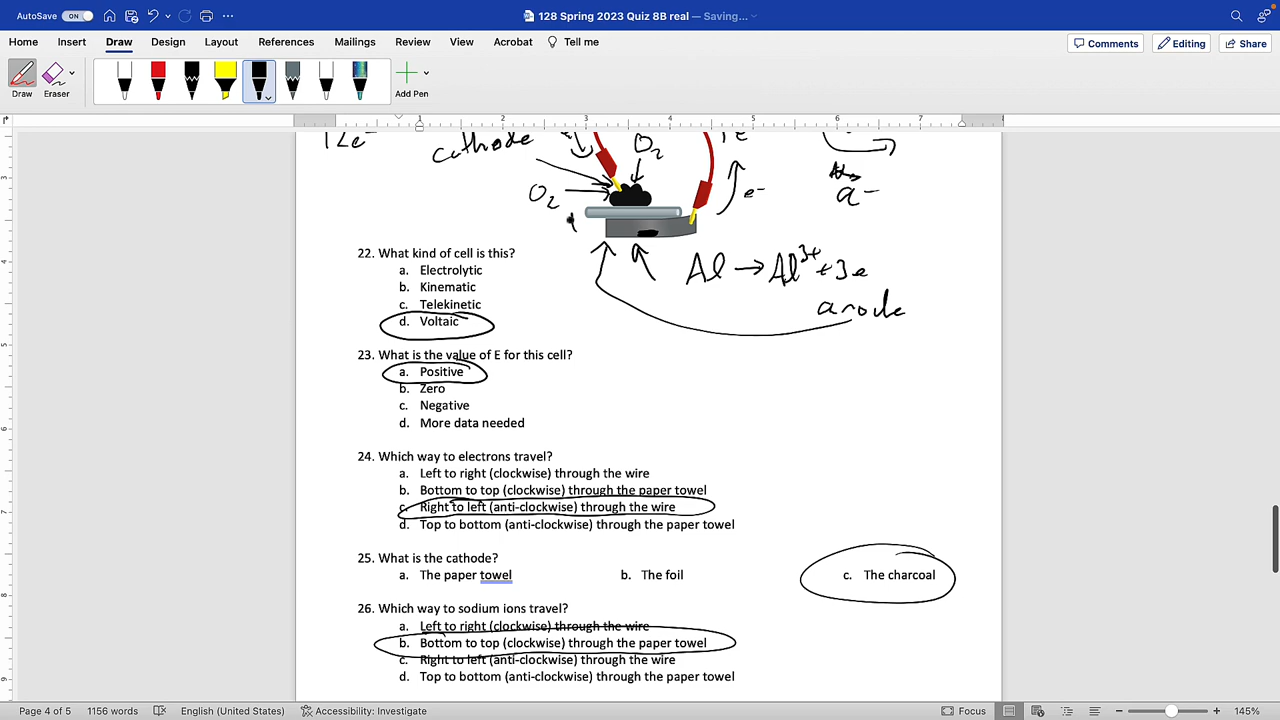 AutoSave ON 128 Spring 2023 Quiz 8B real — Saving...
Home Insert Draw Design Layout References Mailings Review View Acrobat Tell me Comments Editing Share
Draw Eraser Add Pen
2 3 4 5 6 7
12e⁻ cathode O₂
O₂ e⁻ a⁻
22. What kind of cell is this?
a. Electrolytic
b. Kinematic
c. Telekinetic
d. Voltaic
Al → Al³⁺ + 3e
anode
23. What is the value of E for this cell?
a. Positive
b. Zero
c. Negative
d. More data needed
24. Which way to electrons travel?
a. Left to right (clockwise) through the wire
b. Bottom to top (clockwise) through the paper towel
c. Right to left (anti-clockwise) through the wire
d. Top to bottom (anti-clockwise) through the paper towel
25. What is the cathode?
a. The paper towel b. The foil c. The charcoal
26. Which way to sodium ions travel?
a. Left to right (clockwise) through the wire
b. Bottom to top (clockwise) through the paper towel
c. Right to left (anti-clockwise) through the wire
d. Top to bottom (anti-clockwise) through the paper towel
Page 4 of 5 1156 words English (United States) Accessibility: Investigate Focus 145%